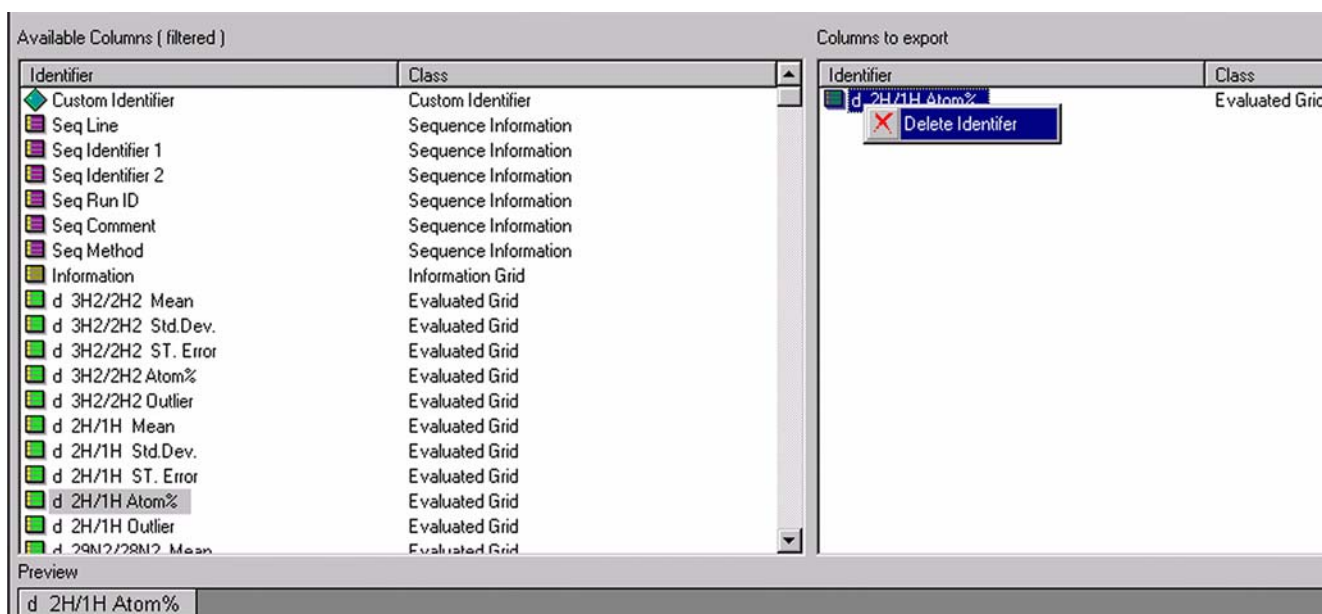 Available Columns ( filtered )
Columns to export
Identifier Class
Custom Identifier Custom Identifier
Seq Line Sequence Information
Seq Identifier 1 Sequence Information
Seq Identifier 2 Sequence Information
Seq Run ID Sequence Information
Seq Comment Sequence Information
Seq Method Sequence Information
Information Information Grid
d 3H2/2H2 Mean Evaluated Grid
d 3H2/2H2 Std.Dev. Evaluated Grid
d 3H2/2H2 ST. Error Evaluated Grid
d 3H2/2H2 Atom% Evaluated Grid
d 3H2/2H2 Outlier Evaluated Grid
d 2H/1H Mean Evaluated Grid
d 2H/1H Std.Dev. Evaluated Grid
d 2H/1H ST. Error Evaluated Grid
d 2H/1H Atom% Evaluated Grid
d 2H/1H Outlier Evaluated Grid
d 29N2/28N2 Mean Evaluated Grid
Identifier Class
d 2H/1H Atom% Evaluated Gric
Delete Identifer
Preview
d 2H/1H Atom%